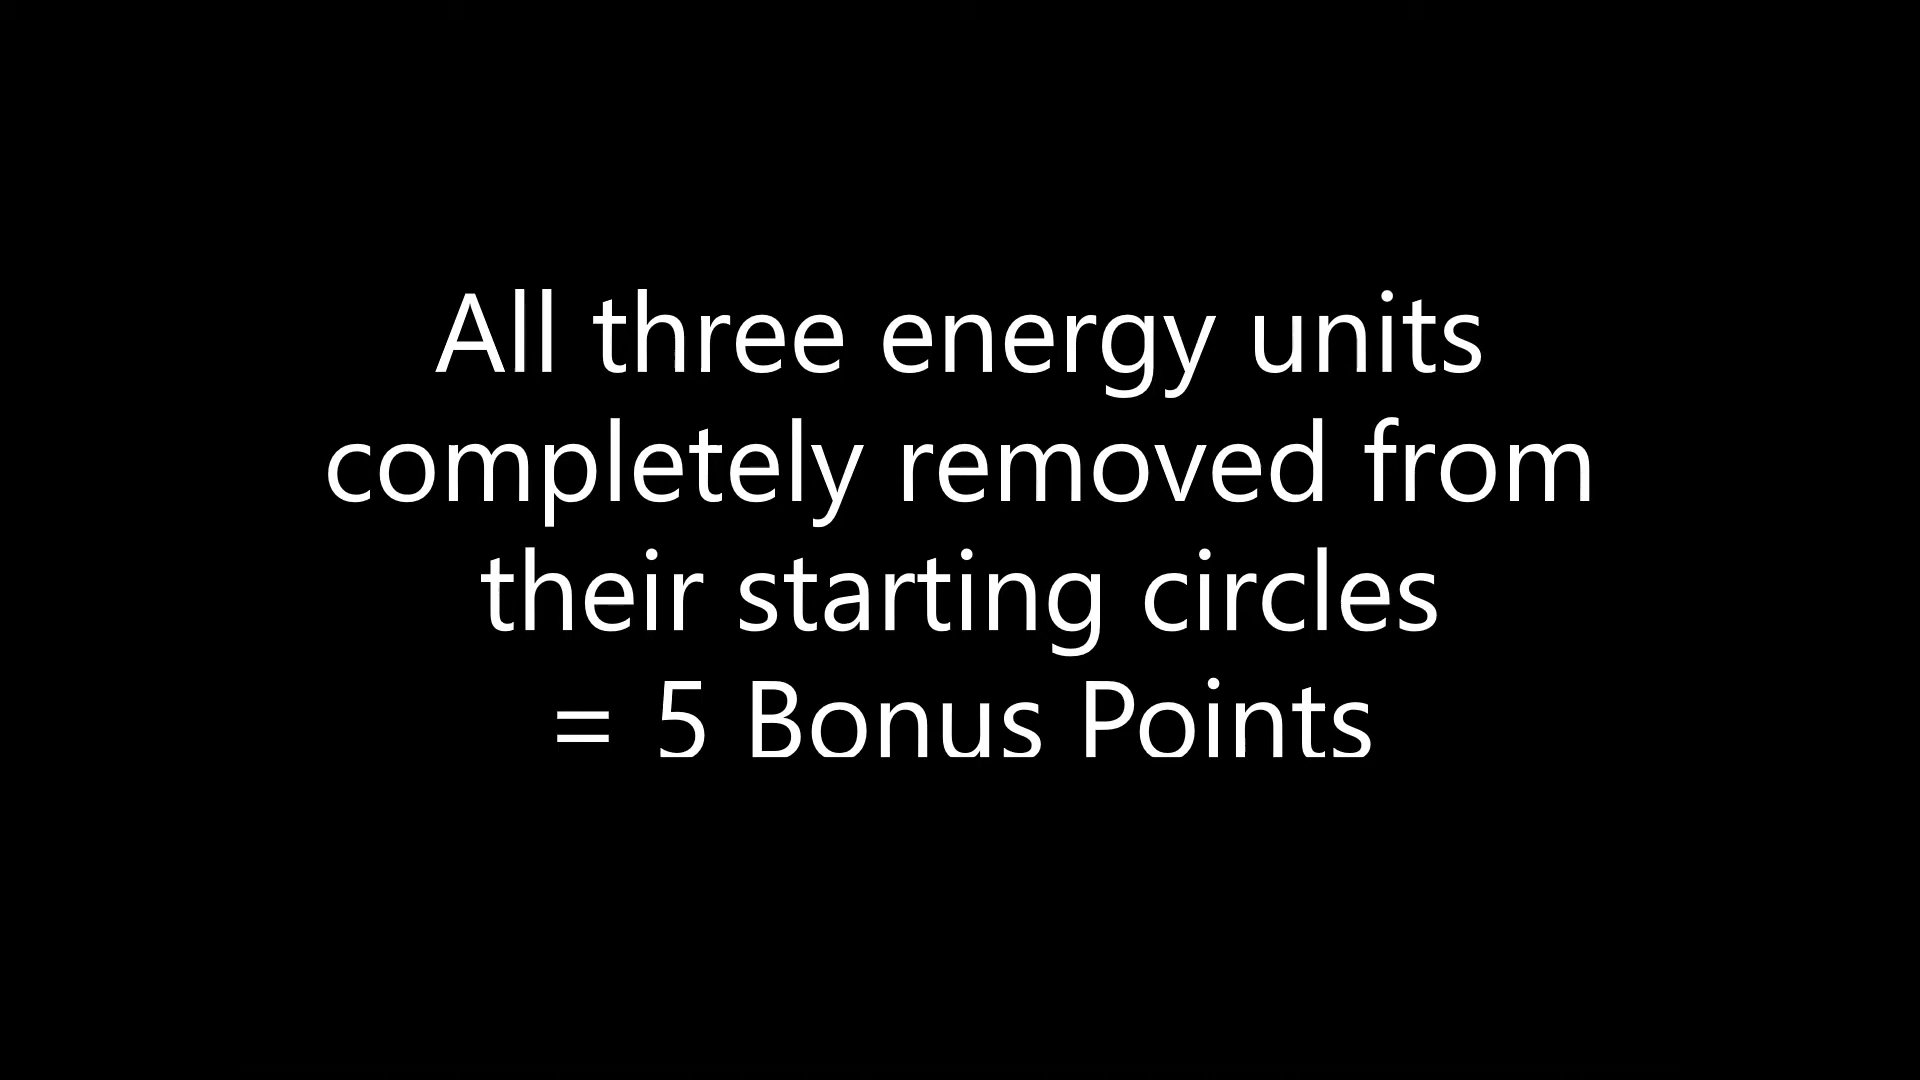 All three energy units
completely removed from
their starting circles
= 5 Bonus Points